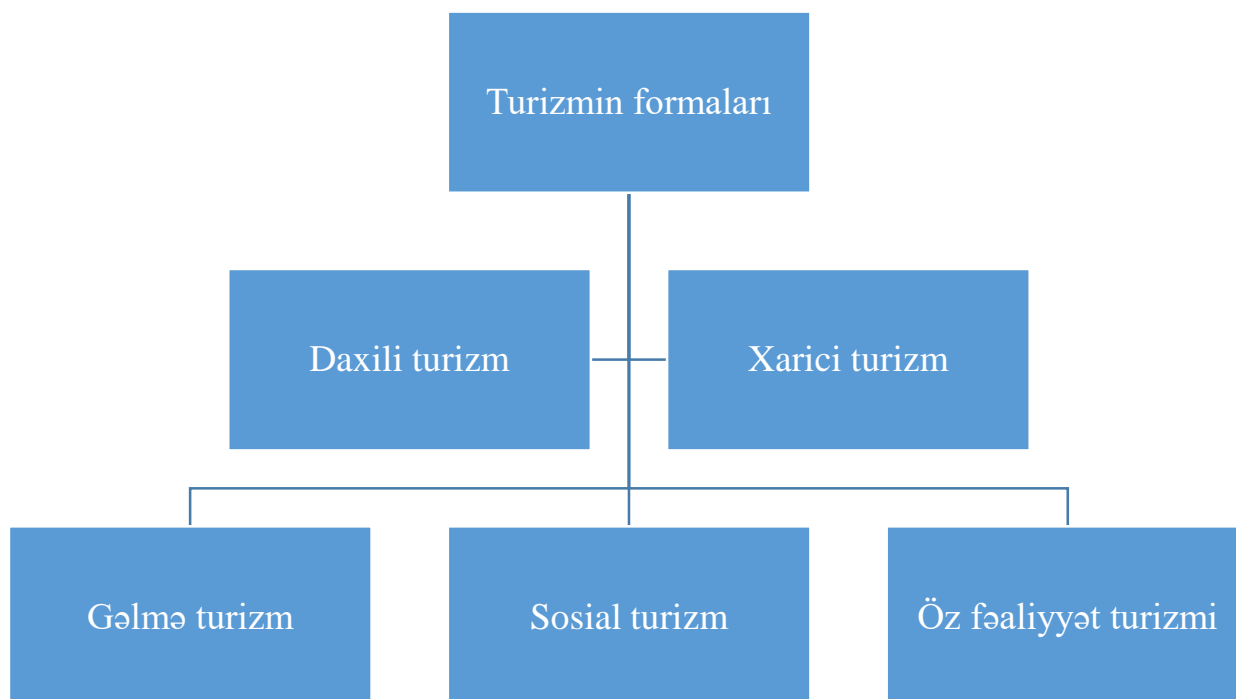 Turizmin formaları
Daxili turizm
Xarici turizm
Gəlmə turizm
Sosial turizm
Öz fəaliyyət turizmi